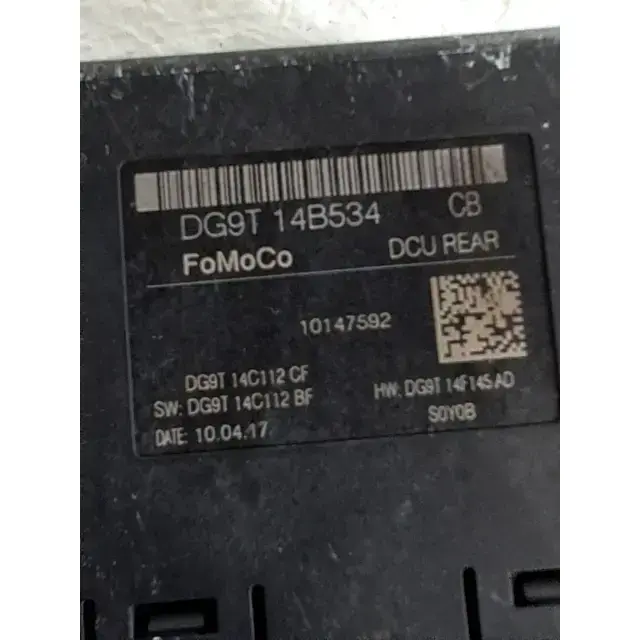 DG9T 14B534 CB
FoMoCo DCU REAR
10147592
DG9T 14C112 CF
SW: DG9T 14C112 BF
HW: DG9T 14F145 AD
DATE: 10.04.17
S0Y0B